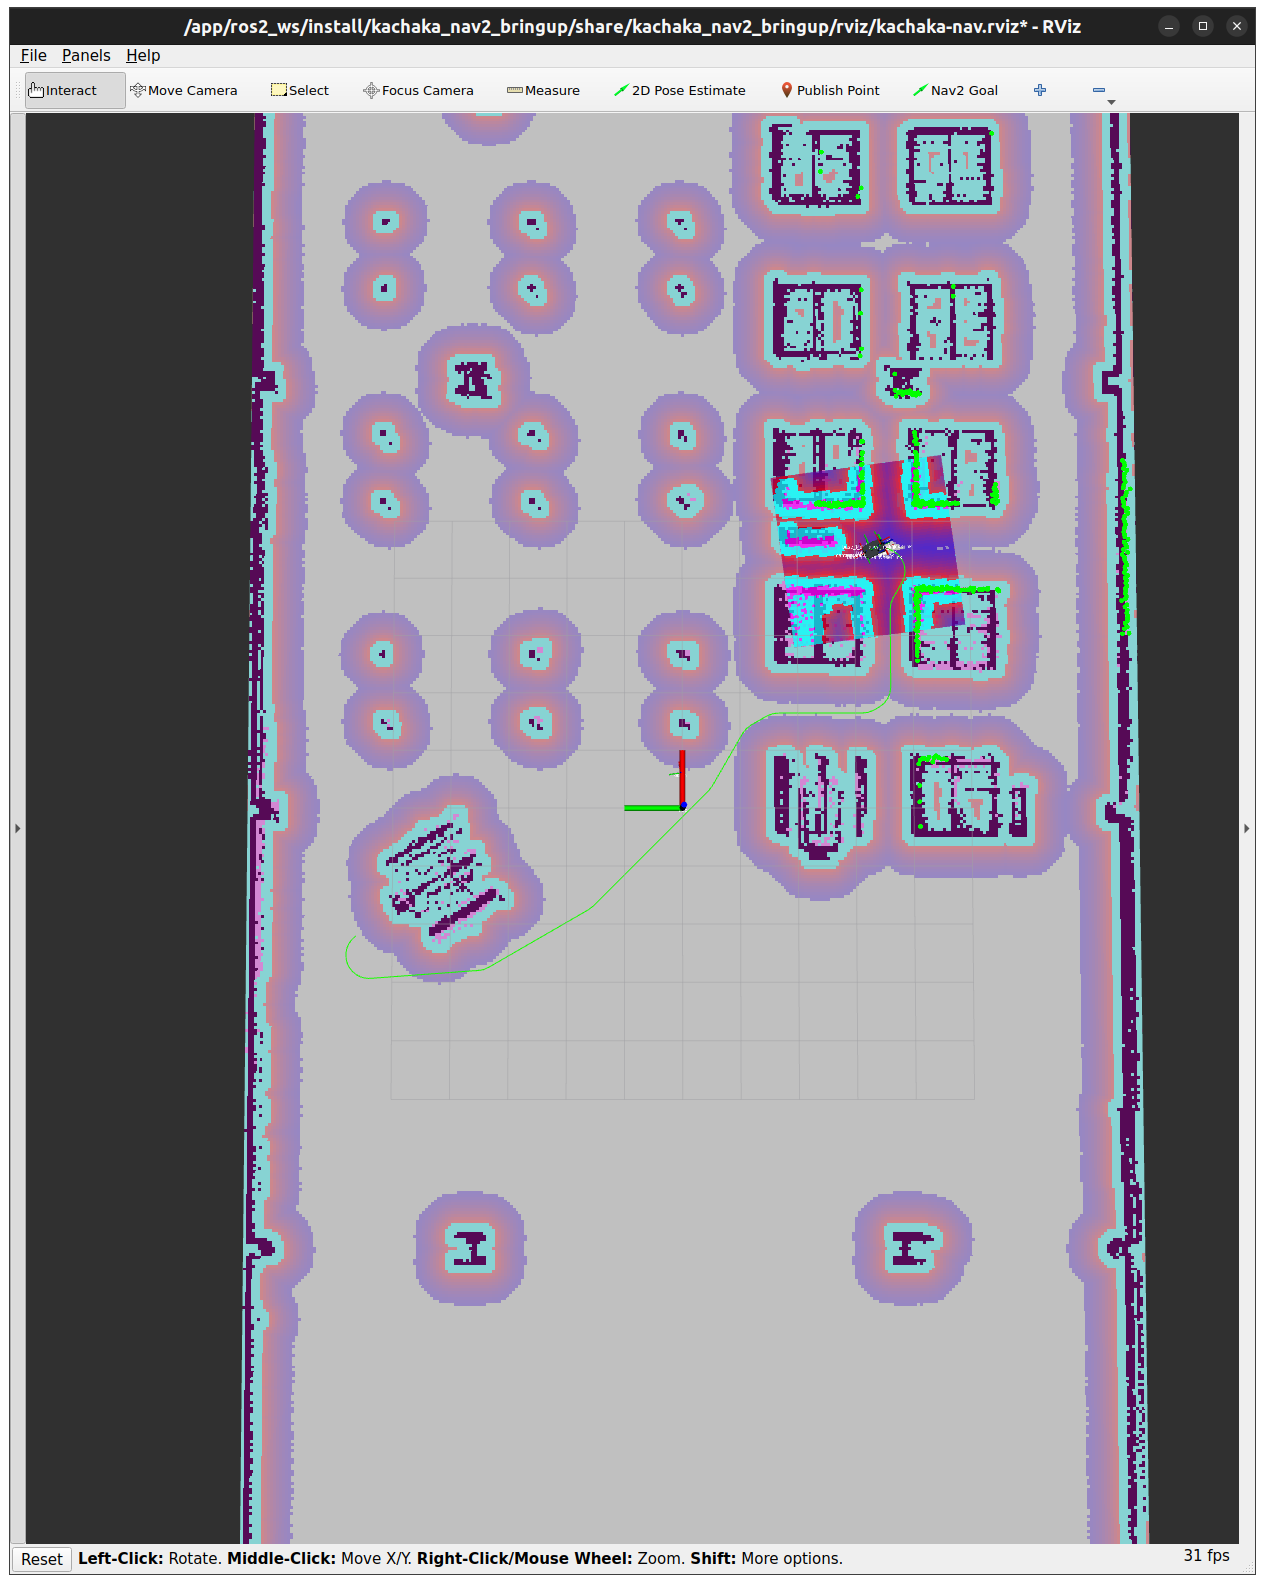 /app/ros2_ws/install/kachaka_nav2_bringup/share/kachaka_nav2_bringup/rviz/kachaka-nav.rviz* - RViz
File Panels Help
Interact Move Camera Select Focus Camera Measure 2D Pose Estimate Publish Point Nav2 Goal
Reset Left-Click: Rotate. Middle-Click: Move X/Y. Right-Click/Mouse Wheel: Zoom. Shift: More options. 31 fps